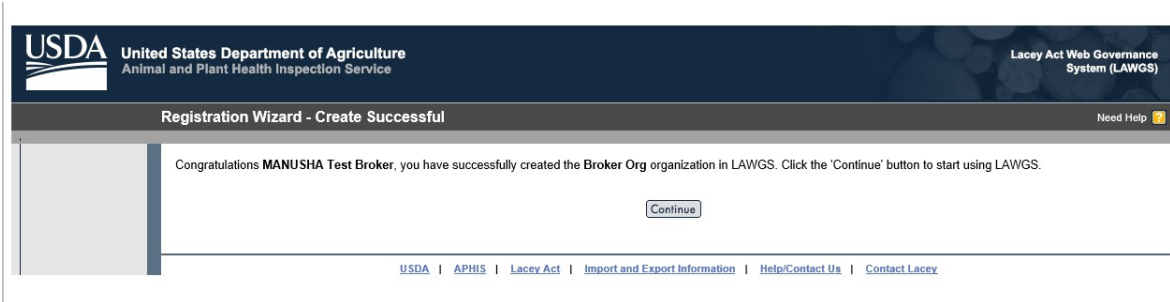 USDA
United States Department of Agriculture
Animal and Plant Health Inspection Service
Lacey Act Web Governance
System (LAWGS)
Registration Wizard - Create Successful
Need Help ?
Congratulations MANUSHA Test Broker, you have successfully created the Broker Org organization in LAWGS. Click the 'Continue' button to start using LAWGS.
Continue
USDA | APHIS | Lacey Act | Import and Export Information | Help/Contact Us | Contact Lacey